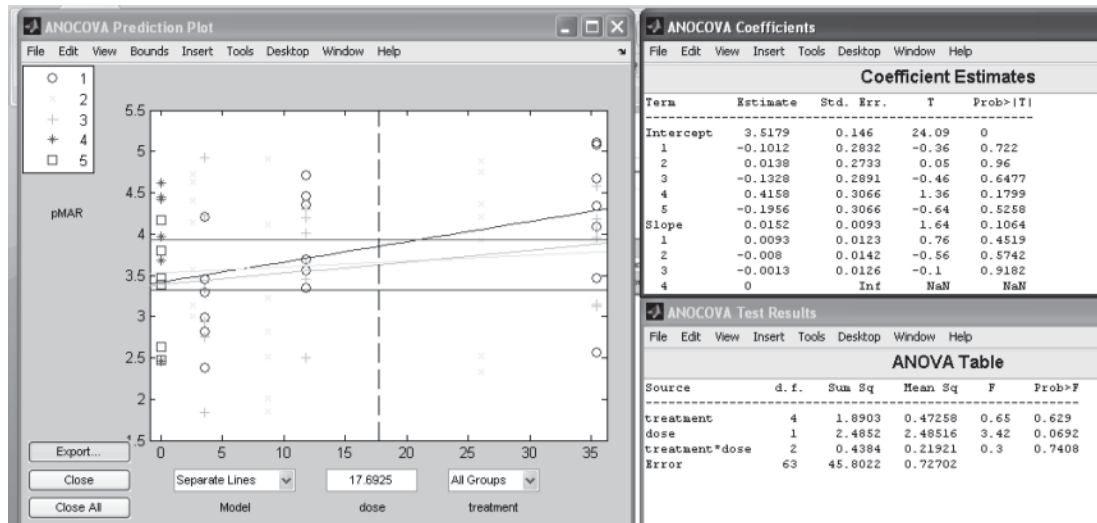 ANOCOVA Prediction Plot
File Edit View Bounds Insert Tools Desktop Window Help
1
2
3
4
5
5.5
5
4.5
4
3.5
3
2.5
2
1.5
pMAR
0 5 10 15 20 25 30 35
Export...
Close
Close All
Separate Lines
17.6925
All Groups
Model
dose
treatment
ANOCOVA Coefficients
File Edit View Insert Tools Desktop Window Help
Coefficient Estimates
Term Estimate Std. Err. T Prob>|T|
Intercept 3.5179 0.146 24.09 0
1 -0.1012 0.2832 -0.36 0.722
2 0.0138 0.2733 0.05 0.96
3 -0.1328 0.2891 -0.46 0.6477
4 0.4158 0.3066 1.36 0.1799
5 -0.1956 0.3066 -0.64 0.5258
Slope 0.0152 0.0093 1.64 0.1064
1 0.0093 0.0123 0.76 0.4519
2 -0.008 0.0142 -0.56 0.5742
3 -0.0013 0.0126 -0.1 0.9182
4 0 Inf NaN NaN
ANOCOVA Test Results
File Edit View Insert Tools Desktop Window Help
ANOVA Table
Source d.f. Sum Sq Mean Sq F Prob>F
treatment 4 1.8903 0.47258 0.65 0.629
dose 1 2.4852 2.48516 3.42 0.0692
treatment*dose 2 0.4384 0.21921 0.3 0.7408
Error 63 45.8022 0.72702